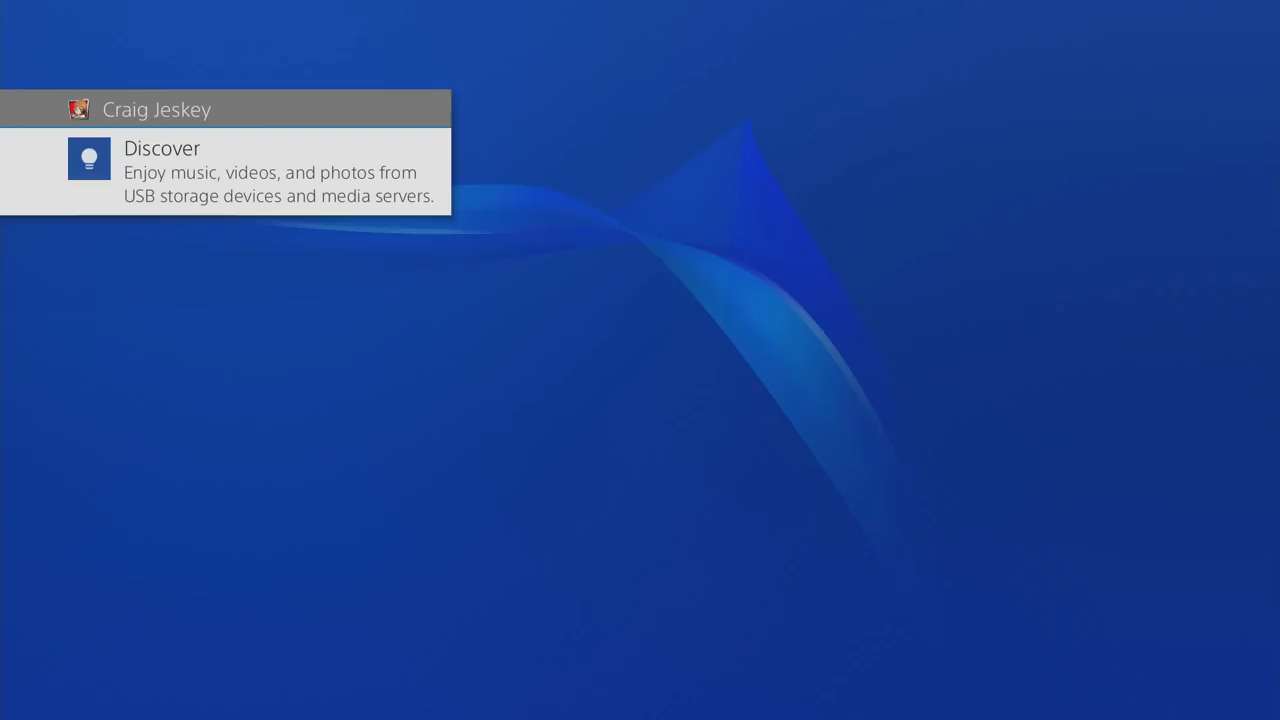 Craig Jeskey
Discover
Enjoy music, videos, and photos from
USB storage devices and media servers.